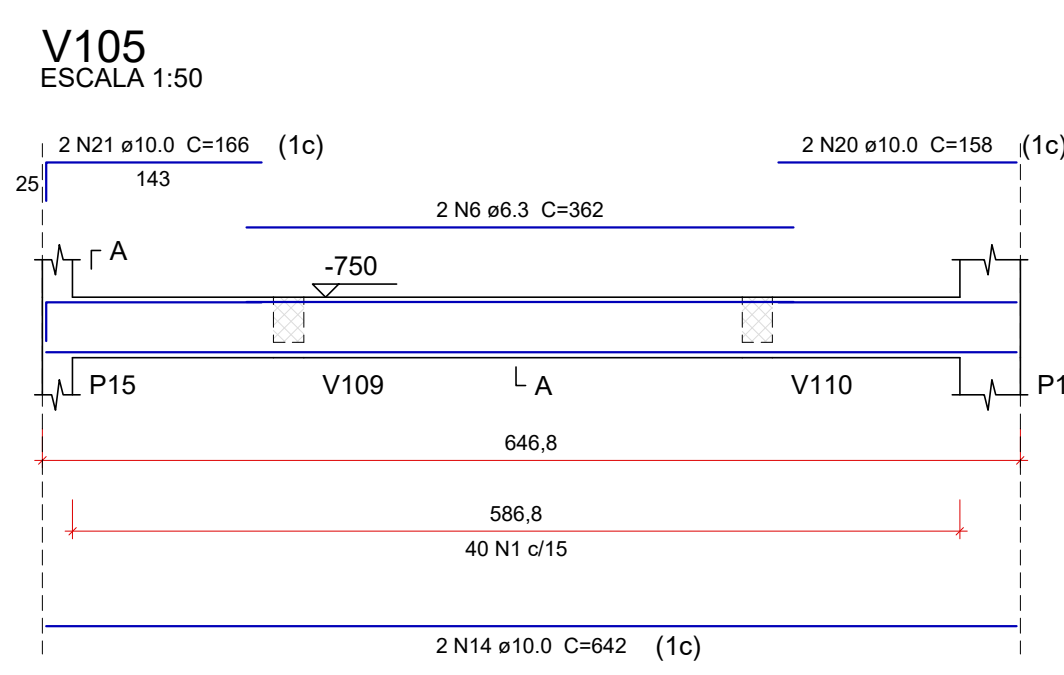 V105
ESCALA 1:50
2 N21 ø10.0 C=166 (1c)
2 N20 ø10.0 C=158 (1c)
25
143
2 N6 ø6.3 C=362
A
-750
P15
V109
A
V110
646,8
586,8
40 N1 c/15
2 N14 ø10.0 C=642 (1c)